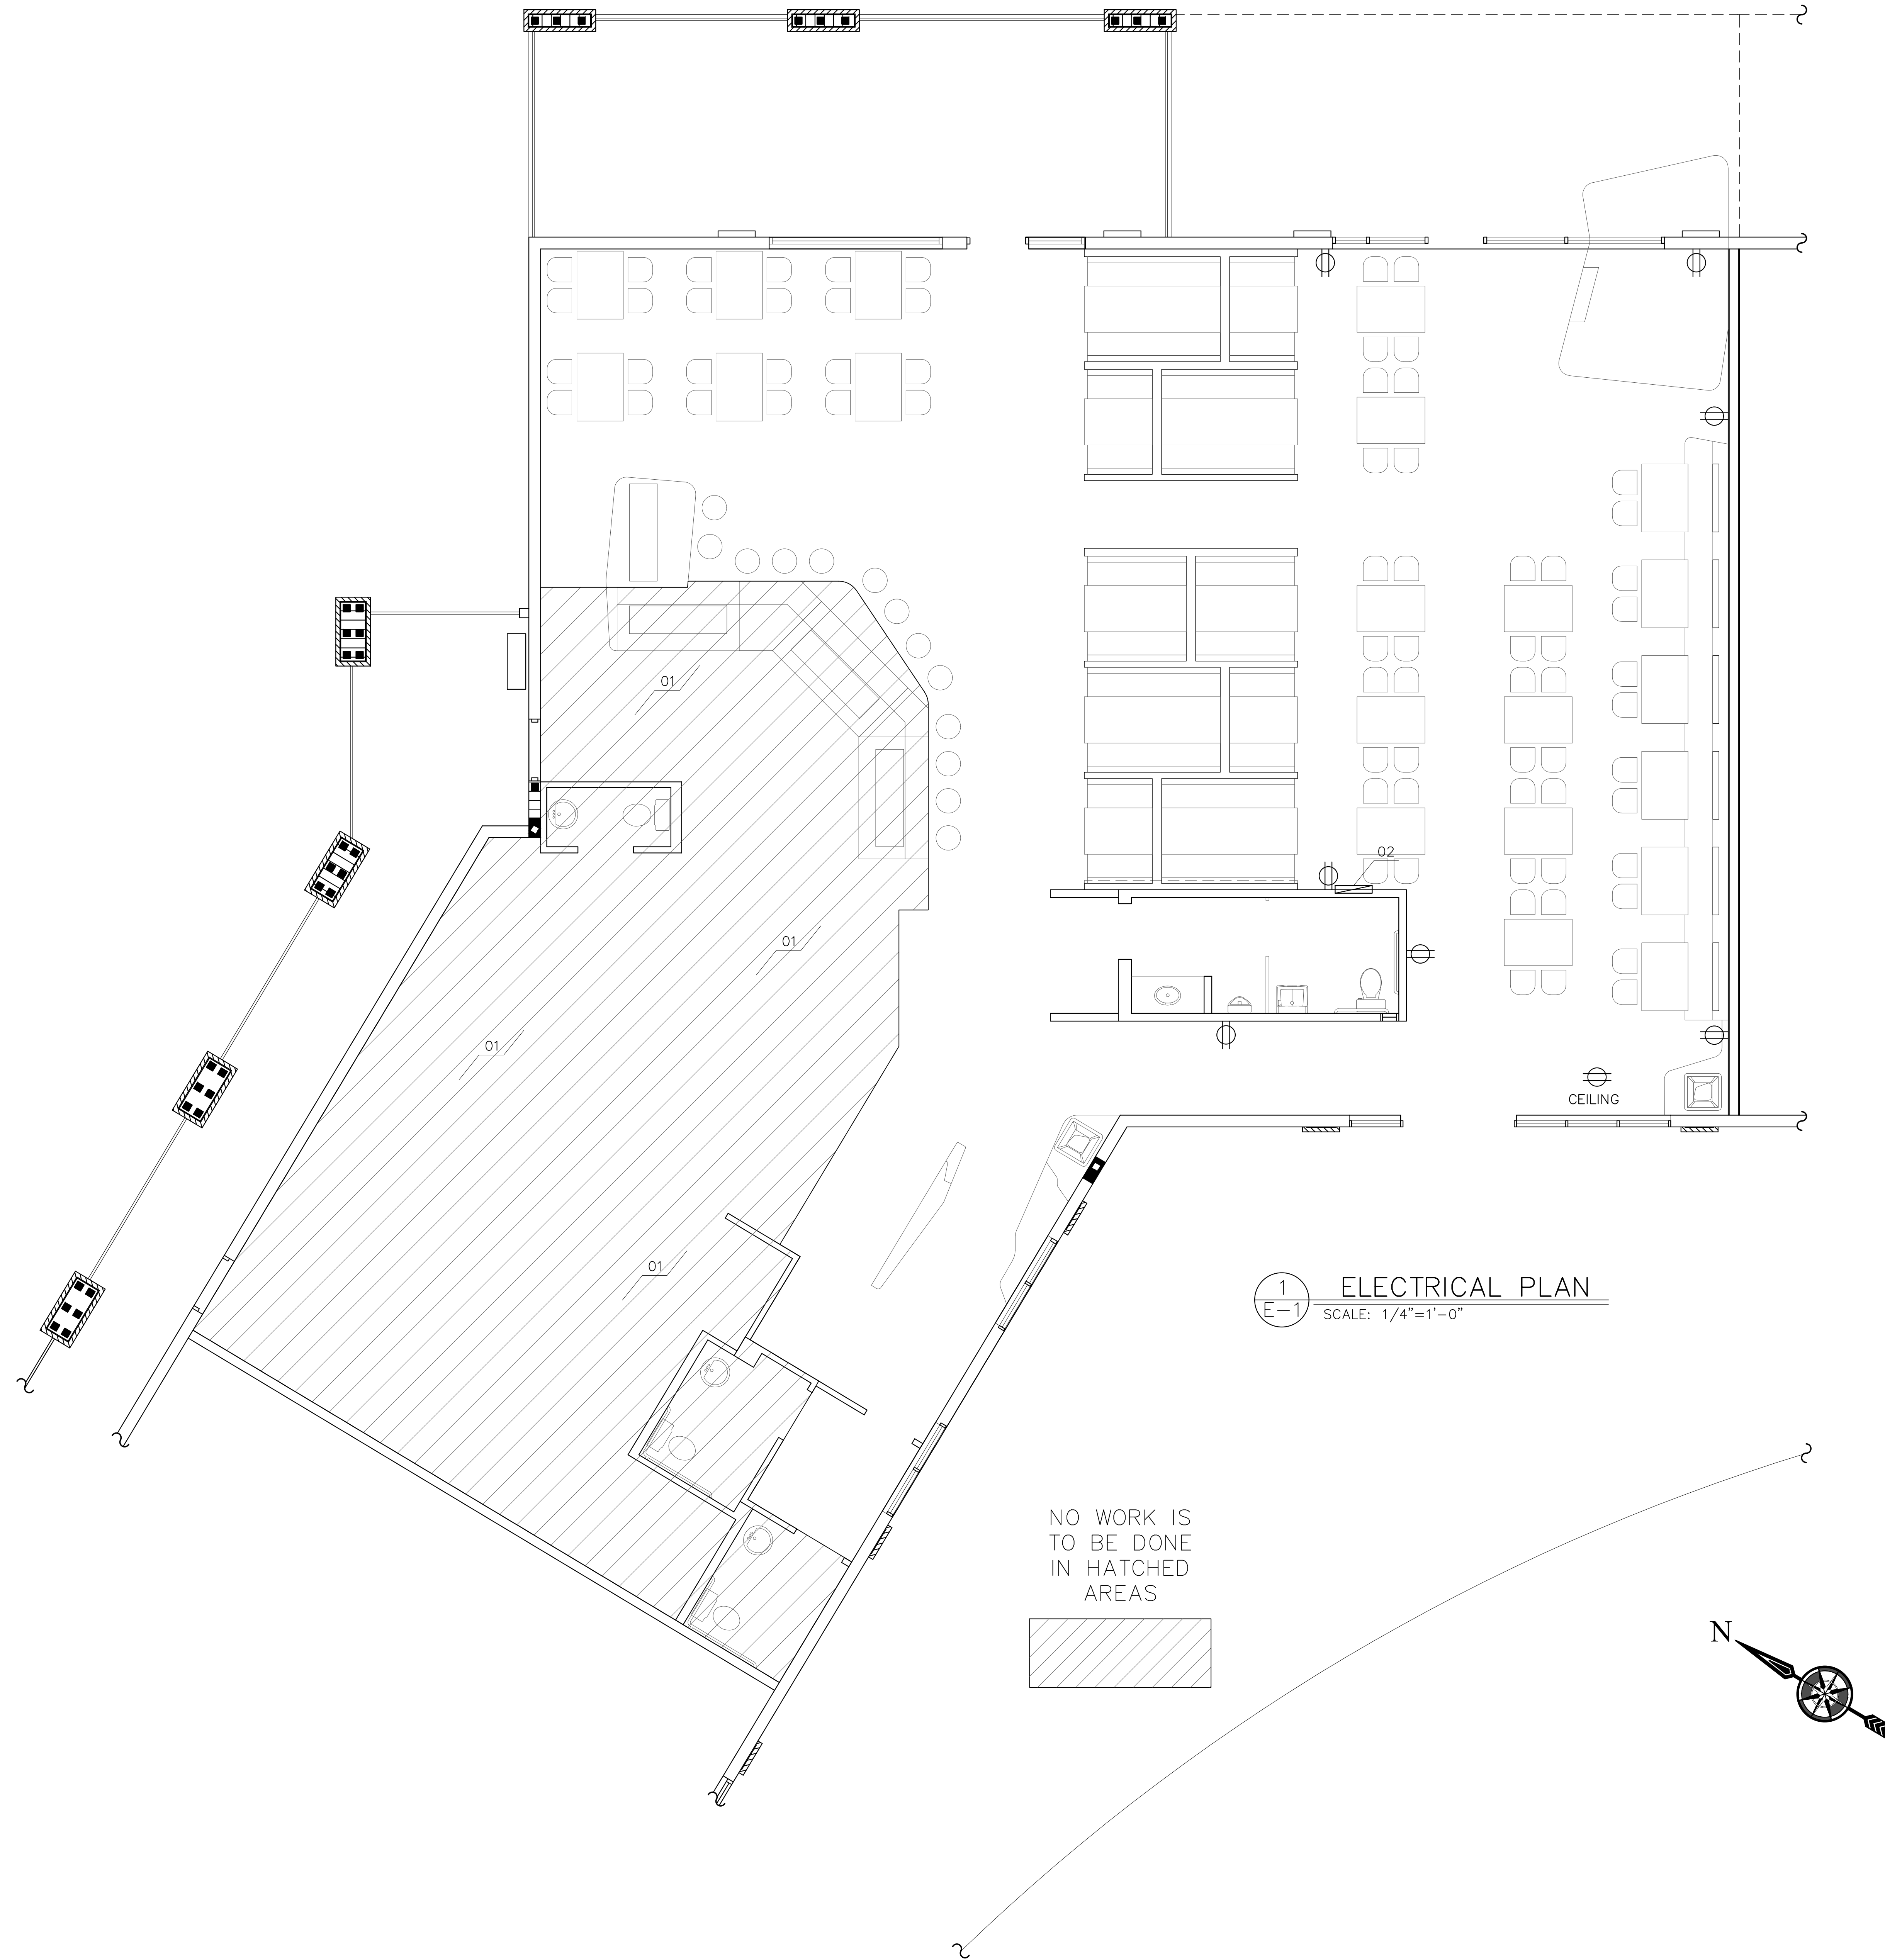 01
02
01
01
CEILING
01
1
E-1
ELECTRICAL PLAN
SCALE: 1/4"=1'-0"
NO WORK IS
TO BE DONE
IN HATCHED
AREAS
N